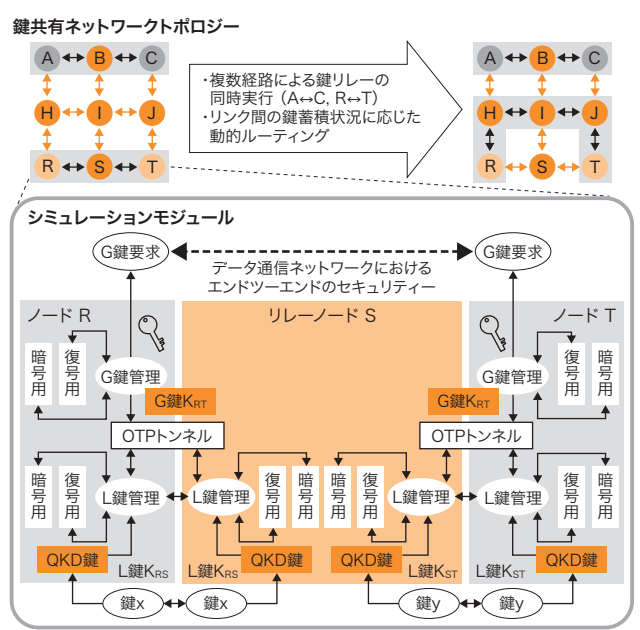 鍵共有ネットワークトポロジー
A B C
H I J
R S T
・複数経路による鍵リレーの
同時実行（A↔C, R↔T）
・リンク間の鍵蓄積状況に応じた
動的ルーティング
A B C
H I J
R S T
シミュレーションモジュール
G鍵要求
G鍵要求
データ通信ネットワークにおける
エンドツーエンドのセキュリティー
ノード R
リレーノード S
ノード T
暗号用
復号用
G鍵管理
G鍵管理
復号用
暗号用
G鍵KRT
G鍵KRT
OTPトンネル
OTPトンネル
暗号用
復号用
L鍵管理
L鍵管理
復号用
暗号用
暗号用
復号用
L鍵管理
L鍵管理
復号用
暗号用
QKD鍵
L鍵KRS
L鍵KRS
QKD鍵
QKD鍵
L鍵KST
L鍵KST
QKD鍵
鍵x
鍵x
鍵y
鍵y